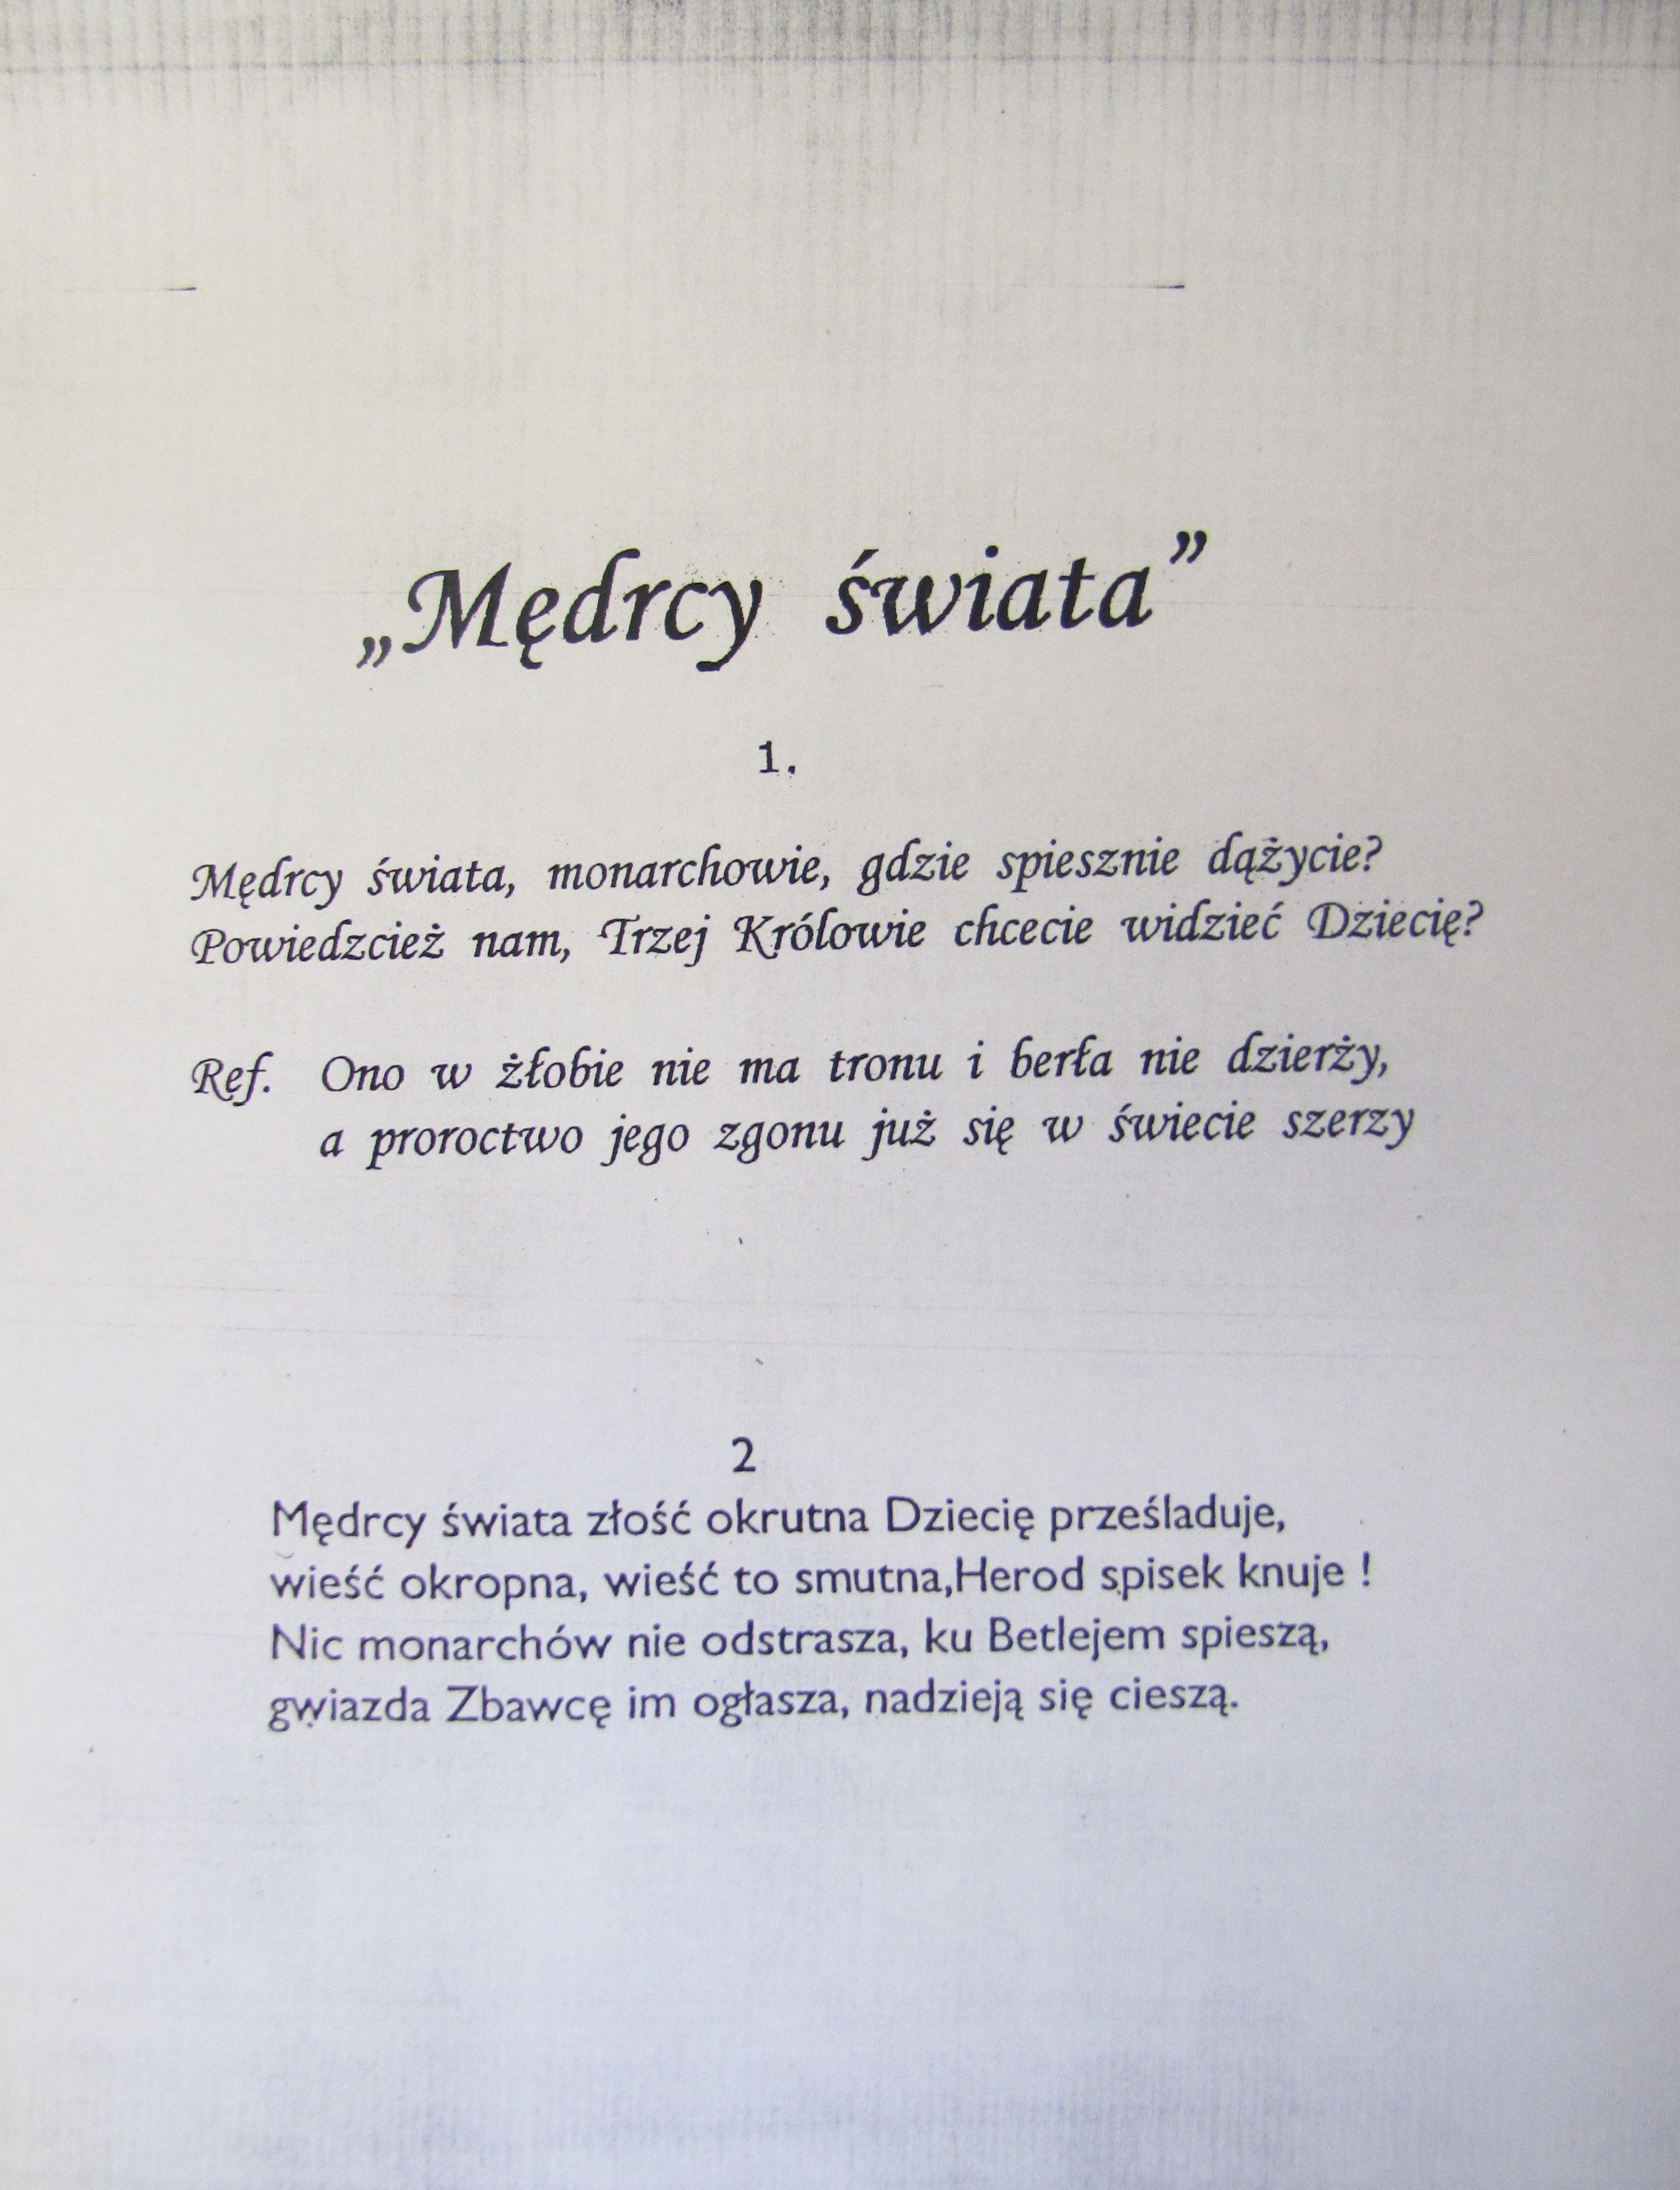 „Mędrcy świata”
1.
Mędrcy świata, monarchowie, gdzie spiesznie dążycie?
Powiedzcież nam, Trzej Królowie chcecie widzieć Dziecię?
Ref. Ono w żłobie nie ma tronu i berła nie dzierży,
a proroctwo jego zgonu już się w świecie szerzy
2
Mędrcy świata złość okrutna Dziecię prześladuje,
wieść okropna, wieść to smutna,Herod spisek knuje !
Nic monarchów nie odstrasza, ku Betlejem spieszą,
gwiazda Zbawcę im ogłasza, nadzieją się cieszą.